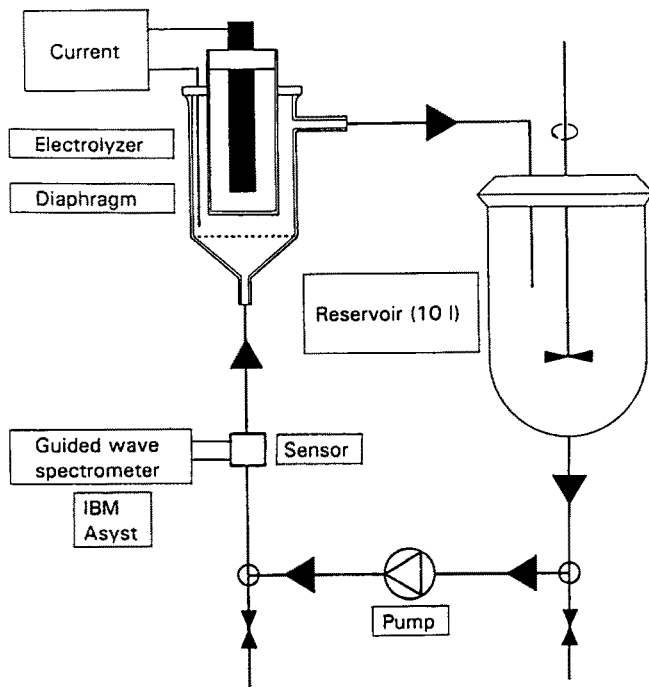 Current
Electrolyzer
Diaphragm
Reservoir (10 l)
Guided wave
spectrometer
Sensor
IBM
Asyst
Pump